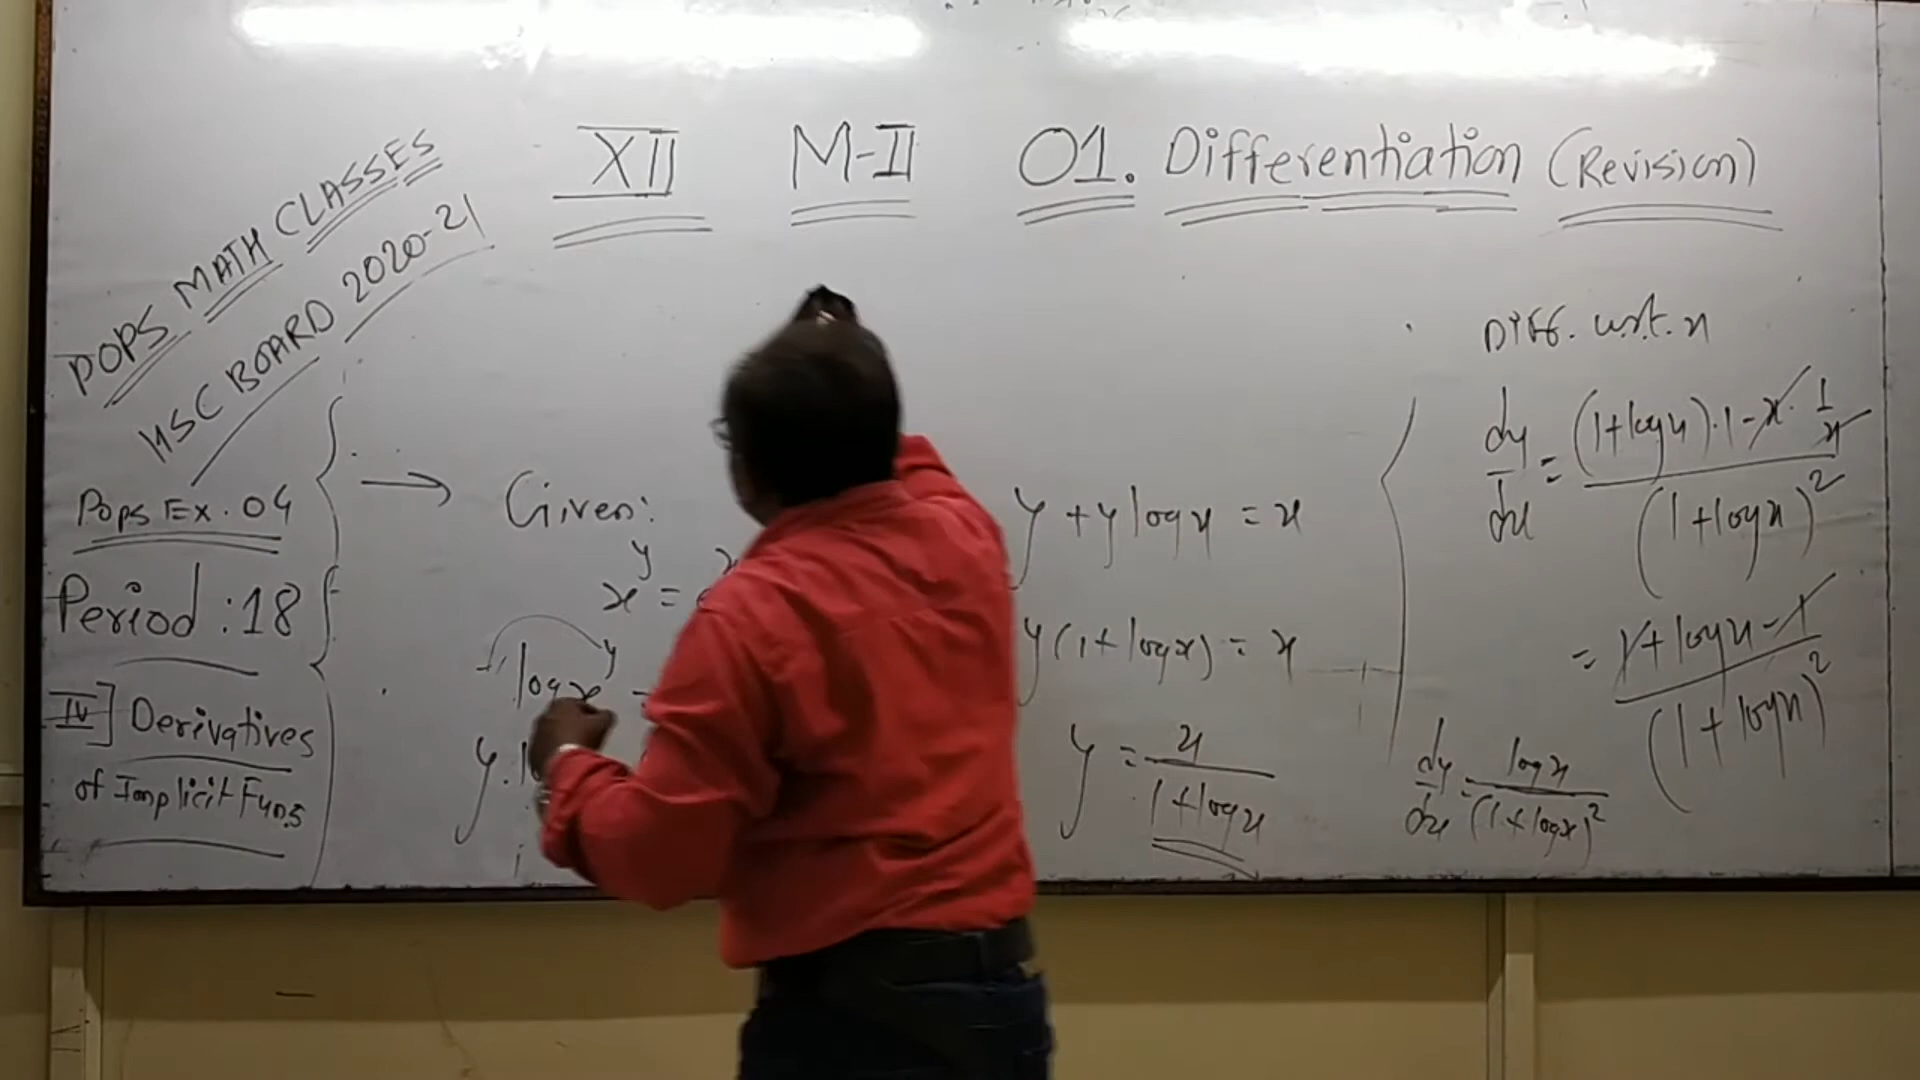 POPS MATH CLASSES
HSC BOARD 2020-21
XII M-II 01. Differentiation (Revision)
Pops Ex. 04
Period : 18
IV] Derivatives
of Implicit Funs
→ Given:
x^y =
log x^y
y.
y + y log x = x
y (1 + log x) = x
y = x / (1 + log x)
Diff. w.r.t. x
dy/dx = ((1 + log x) . 1 - x . 1/x) / (1 + log x)^2
= (1 + log x - 1) / (1 + log x)^2
dy/dx = log x / (1 + log x)^2